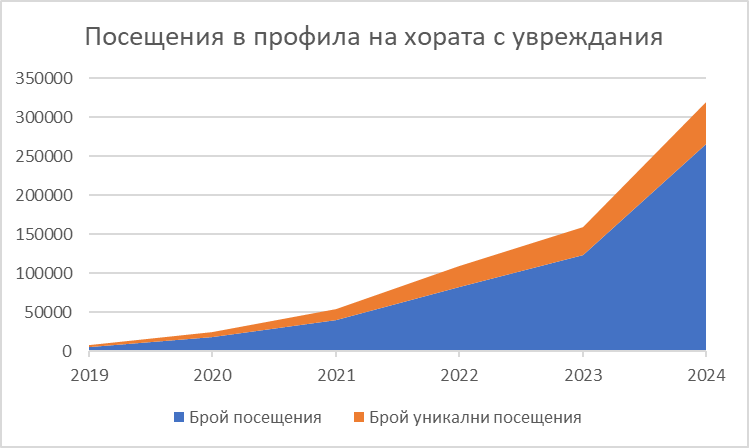 Посещения в профила на хората с увреждания
350000
300000
250000
200000
150000
100000
50000
0
2019 2020 2021 2022 2023 2024
Брой посещения Брой уникални посещения